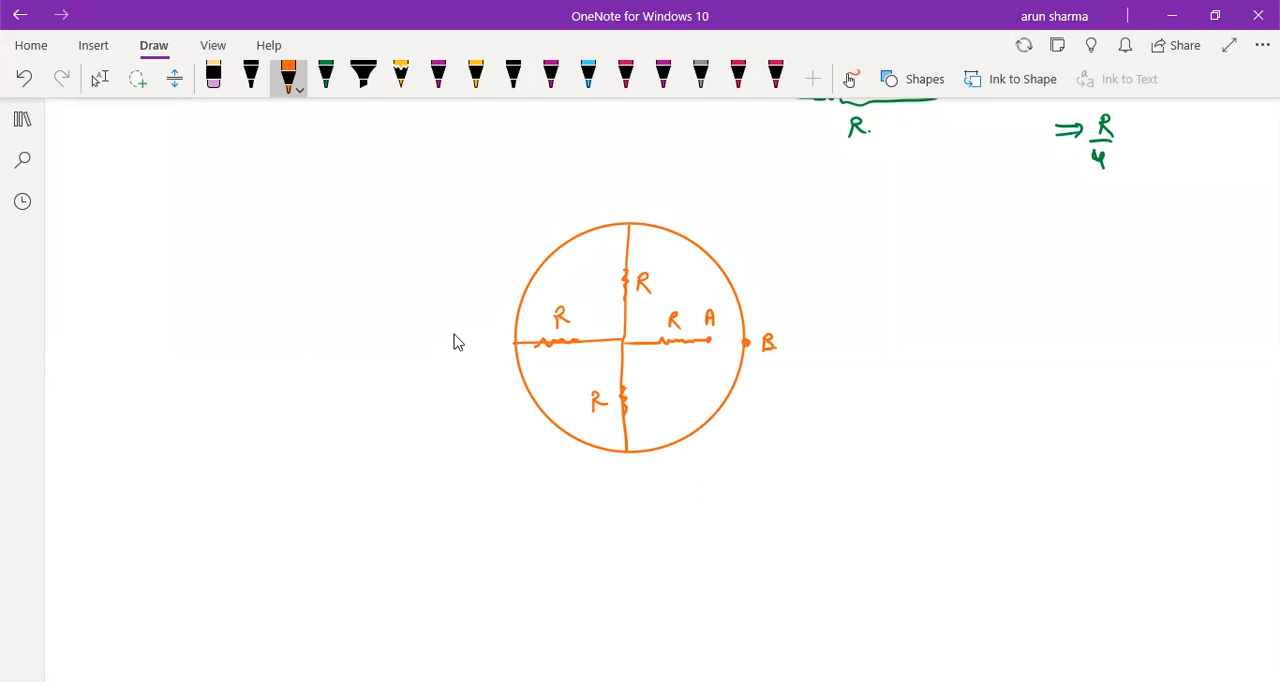 OneNote for Windows 10
arun sharma
Home Insert Draw View Help
Share
Shapes
Ink to Shape
Ink to Text
R.
⇒ R/4
R
R
R A
B
R